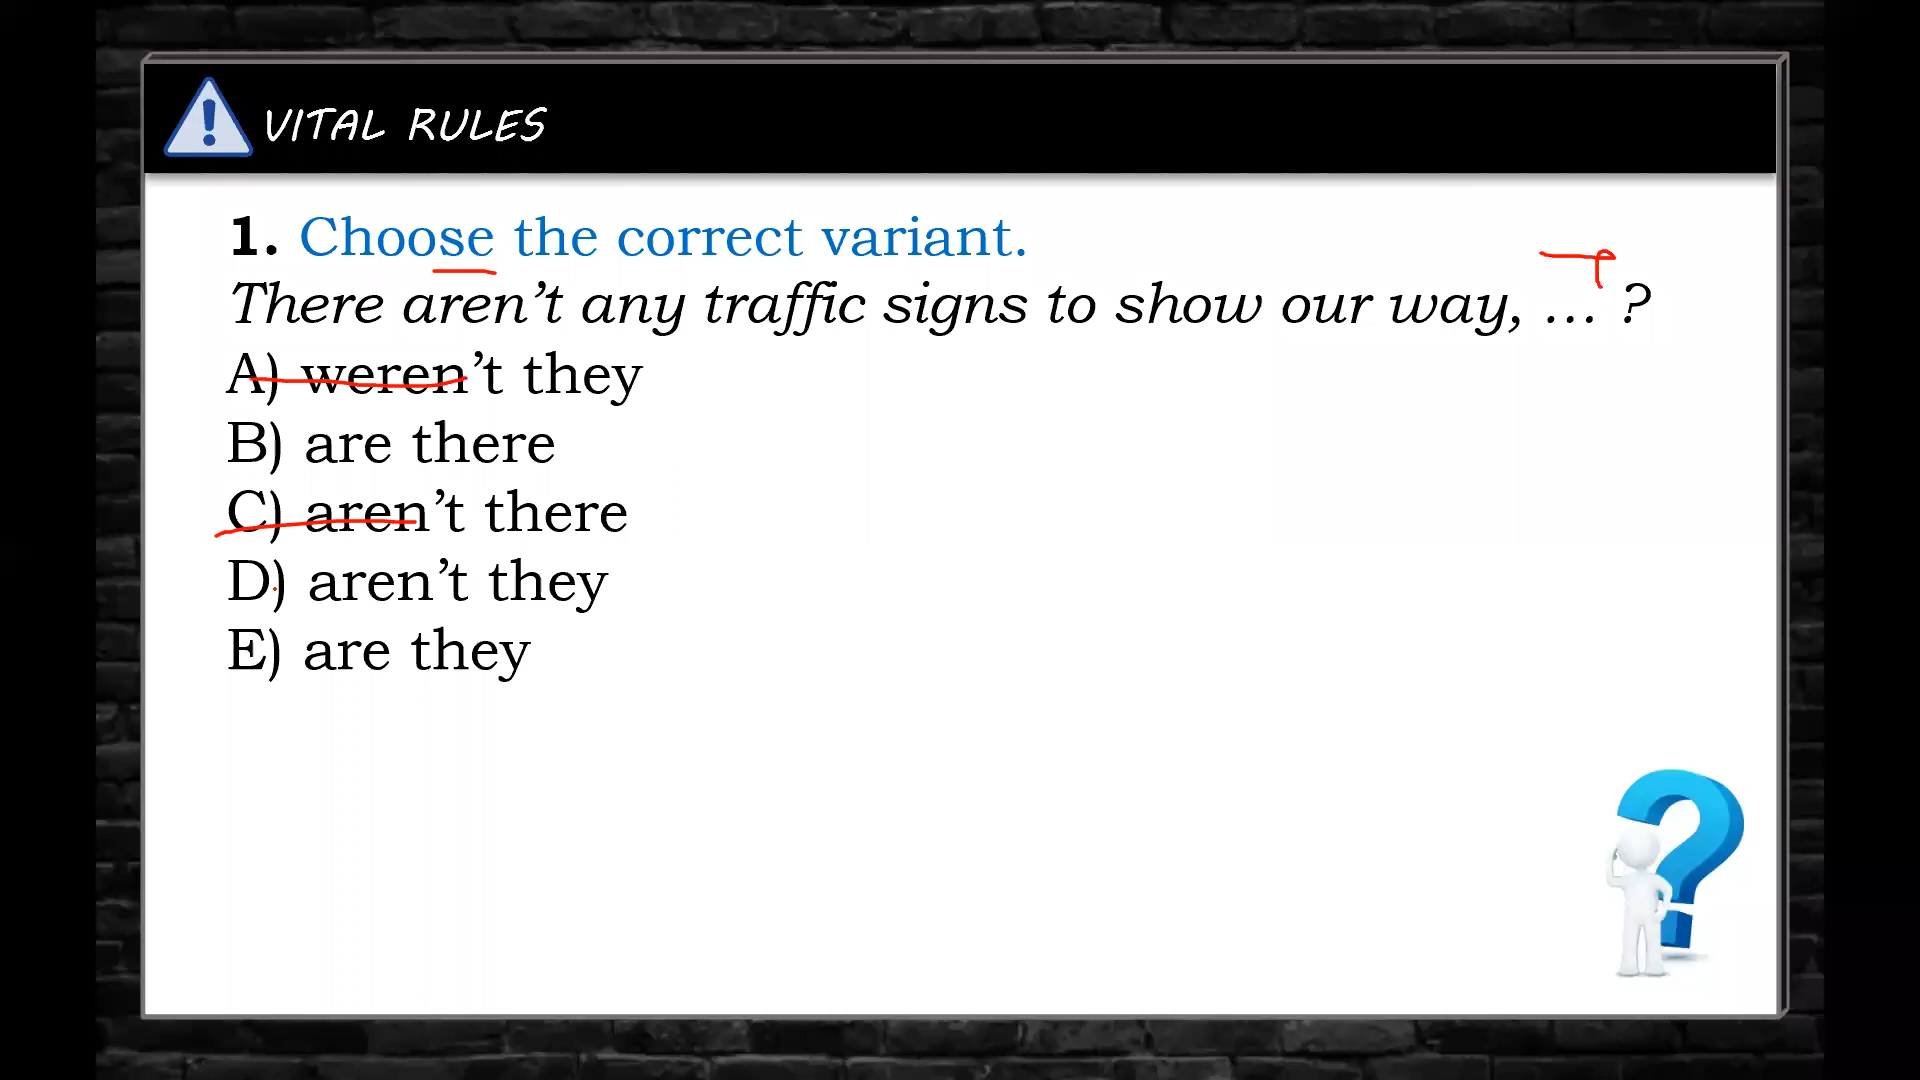 VITAL RULES
1. Choose the correct variant.
There aren't any traffic signs to show our way, ... ?
A) weren't they
B) are there
C) aren't there
D) aren't they
E) are they